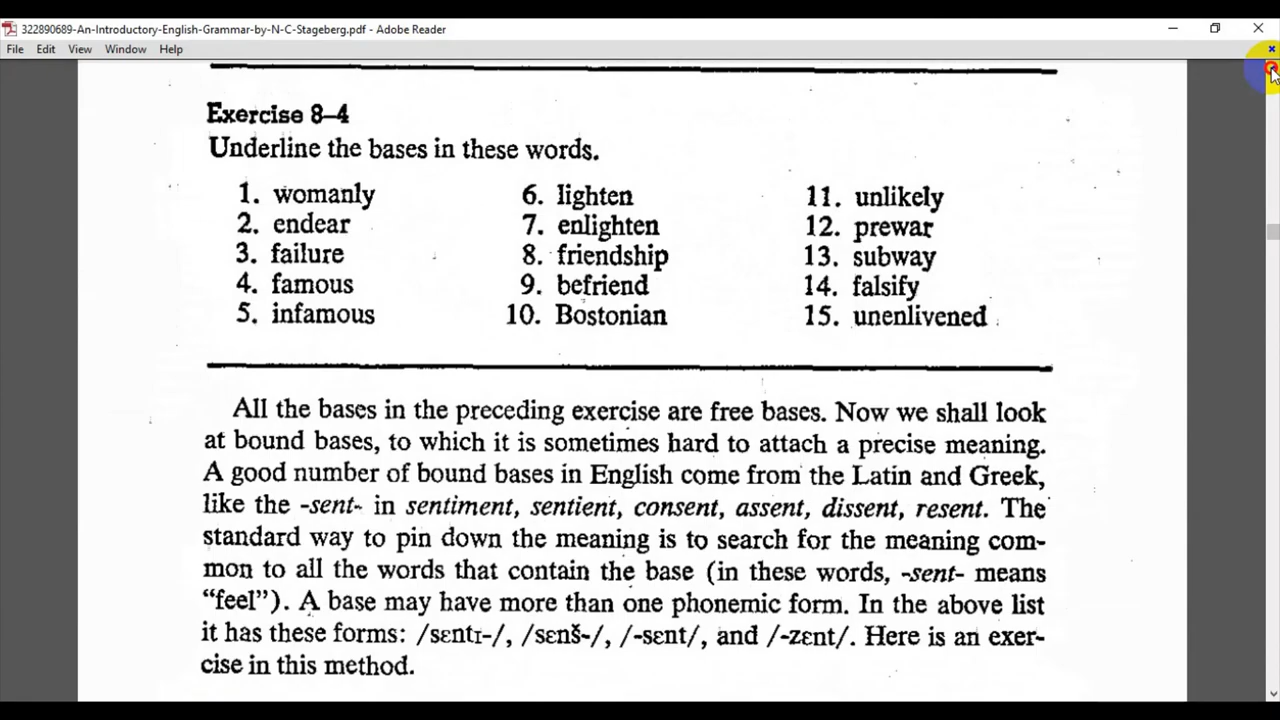 322890689-An-Introductory-English-Grammar-by-N-C-Stageberg.pdf - Adobe Reader
File Edit View Window Help
Exercise 8–4
Underline the bases in these words.
1. womanly 6. lighten 11. unlikely
2. endear 7. enlighten 12. prewar
3. failure 8. friendship 13. subway
4. famous 9. befriend 14. falsify
5. infamous 10. Bostonian 15. unenlivened
All the bases in the preceding exercise are free bases. Now we shall look
at bound bases, to which it is sometimes hard to attach a precise meaning.
A good number of bound bases in English come from the Latin and Greek,
like the -sent- in sentiment, sentient, consent, assent, dissent, resent. The
standard way to pin down the meaning is to search for the meaning com-
mon to all the words that contain the base (in these words, -sent- means
“feel”). A base may have more than one phonemic form. In the above list
it has these forms: /sɛntɪ-/, /sɛnš-/, /-sɛnt/, and /-zɛnt/. Here is an exer-
cise in this method.